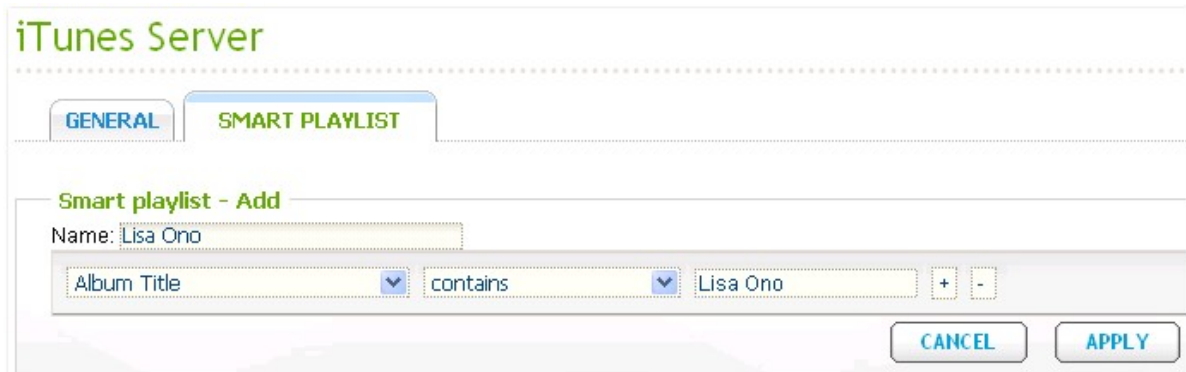 iTunes Server
GENERAL SMART PLAYLIST
Smart playlist - Add
Name: Lisa Ono
Album Title contains Lisa Ono + -
CANCEL APPLY